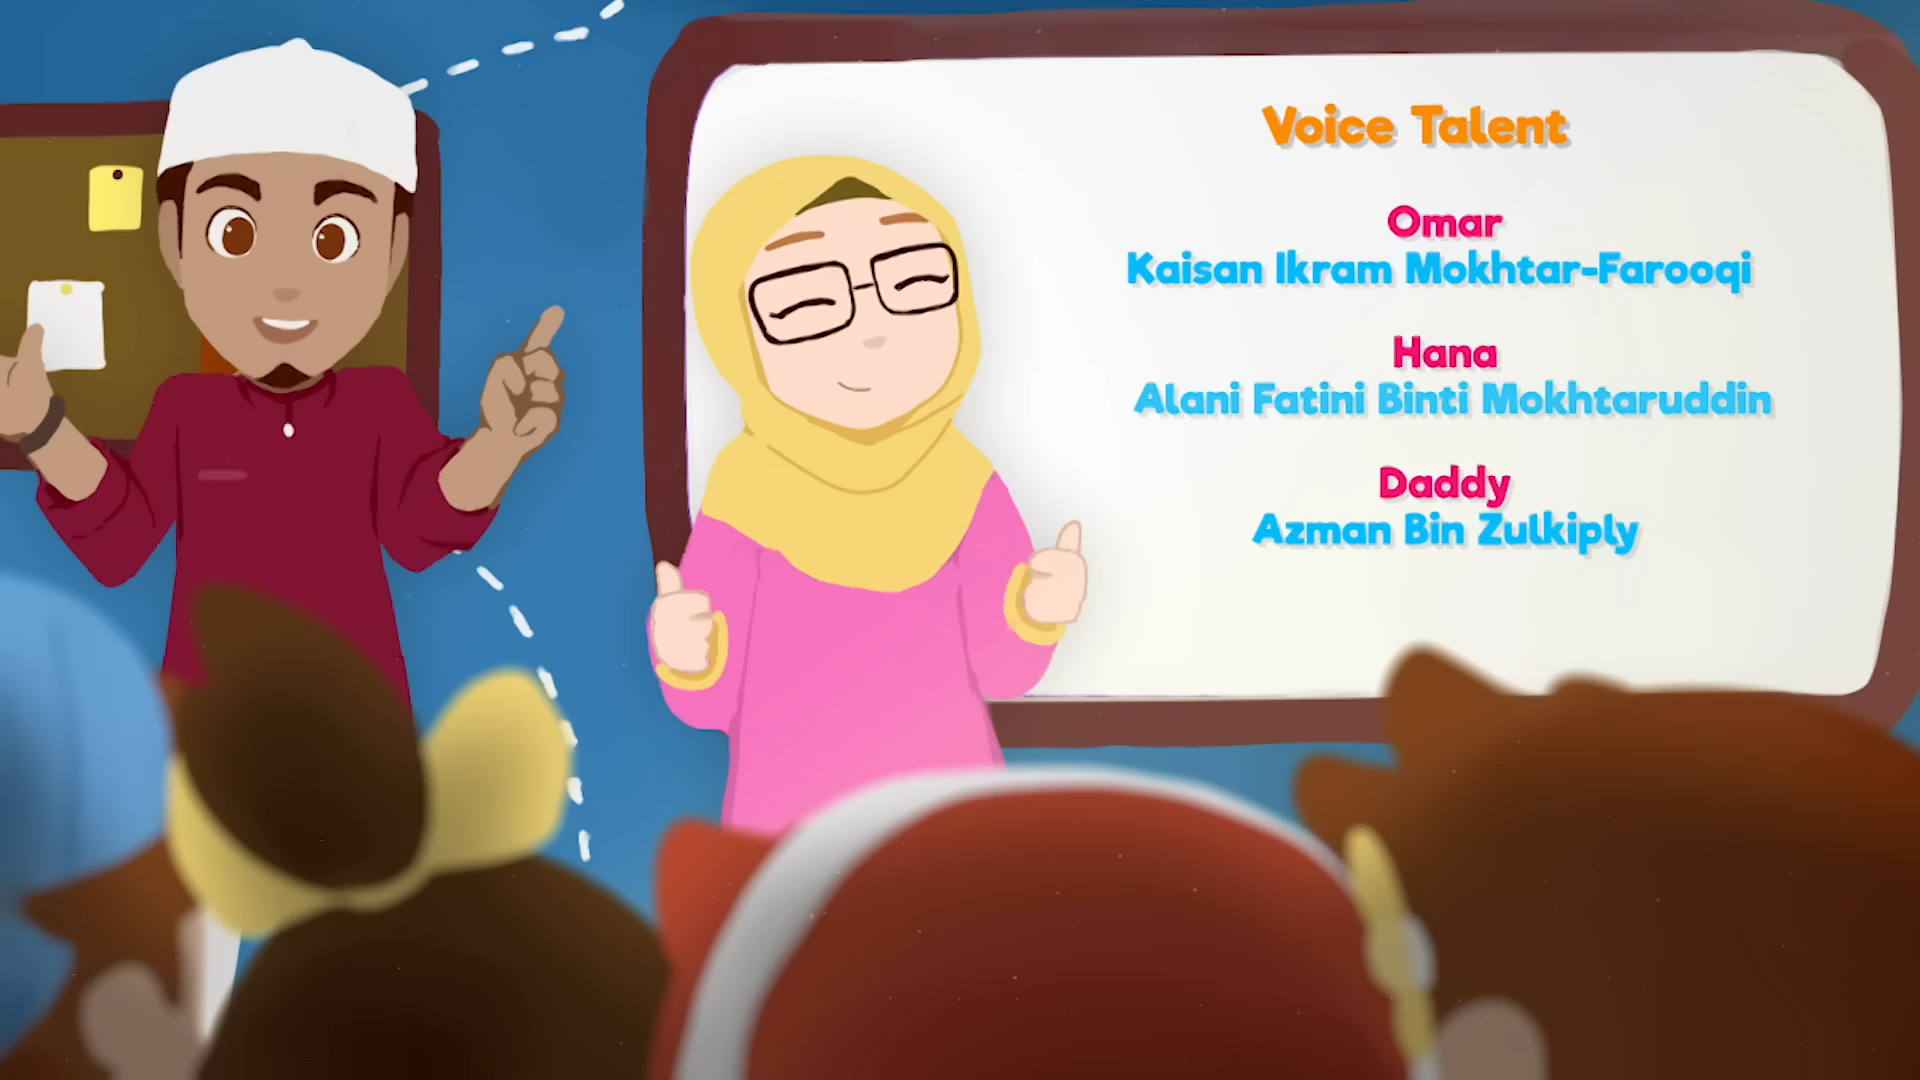 Voice Talent
Omar
Kaisan Ikram Mokhtar-Farooqi
Hana
Alani Fatini Binti Mokhtaruddin
Daddy
Azman Bin Zulkiply